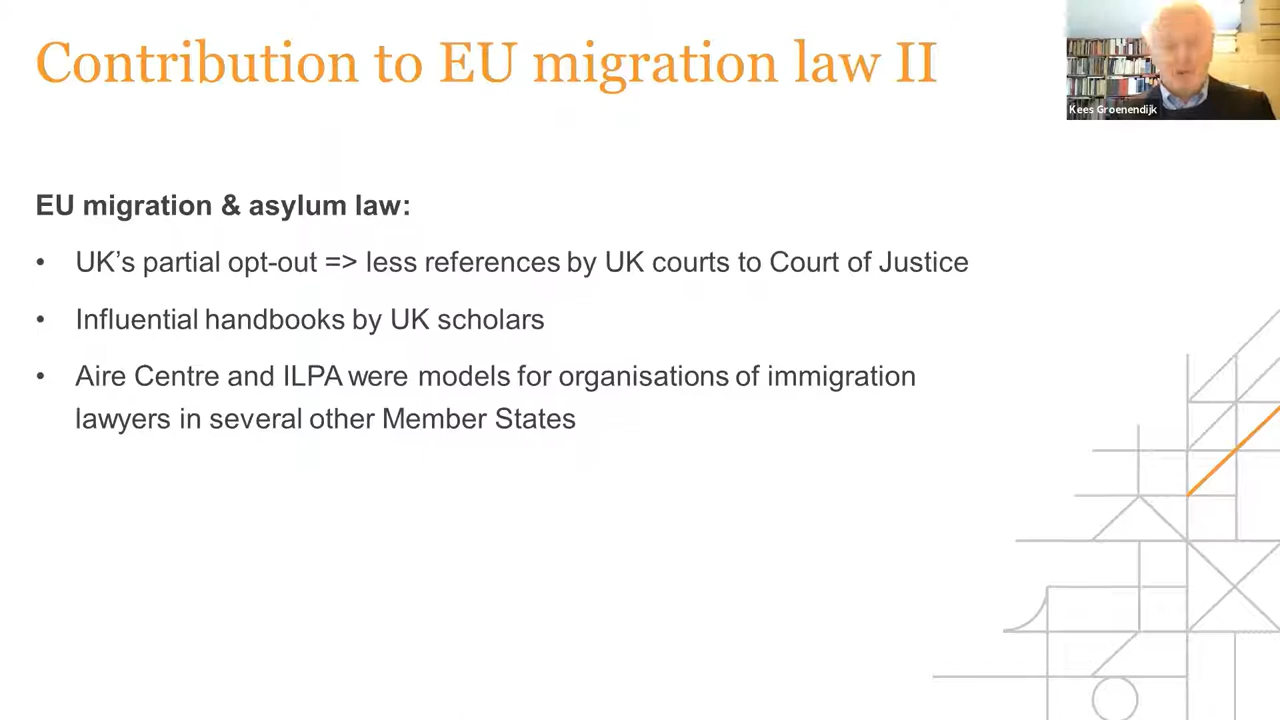 Contribution to EU migration law II
Kees Groenendijk
EU migration & asylum law:
• UK’s partial opt-out => less references by UK courts to Court of Justice
• Influential handbooks by UK scholars
• Aire Centre and ILPA were models for organisations of immigration
lawyers in several other Member States